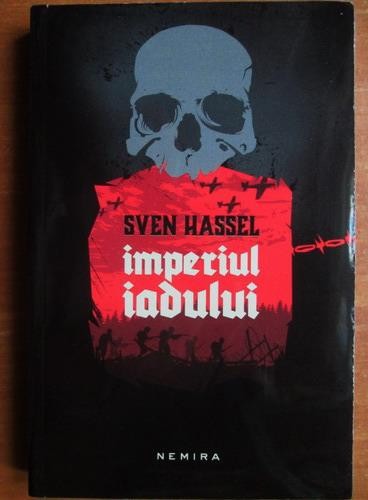 SVEN HASSEL
imperiul
iadului
NEMIRA